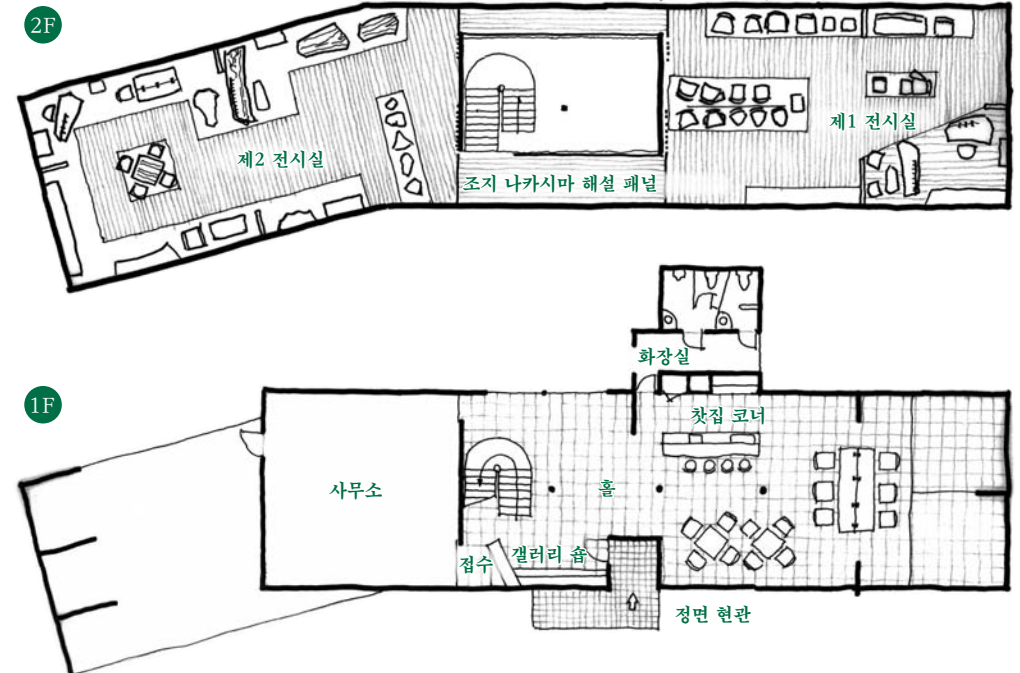 2F
제1 전시실
제2 전시실
조지 나카시마 해설 패널
화장실
1F
찻집 코너
사무소
홀
접수
갤러리 숍
정면 현관